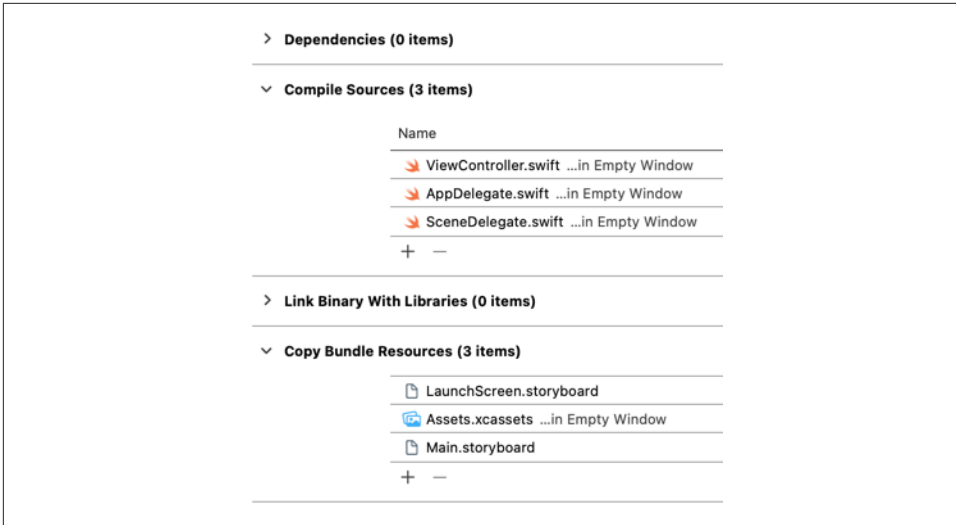 Dependencies (0 items)
Compile Sources (3 items)
Name
ViewController.swift ...in Empty Window
AppDelegate.swift ...in Empty Window
SceneDelegate.swift ...in Empty Window
Link Binary With Libraries (0 items)
Copy Bundle Resources (3 items)
LaunchScreen.storyboard
Assets.xcassets ...in Empty Window
Main.storyboard